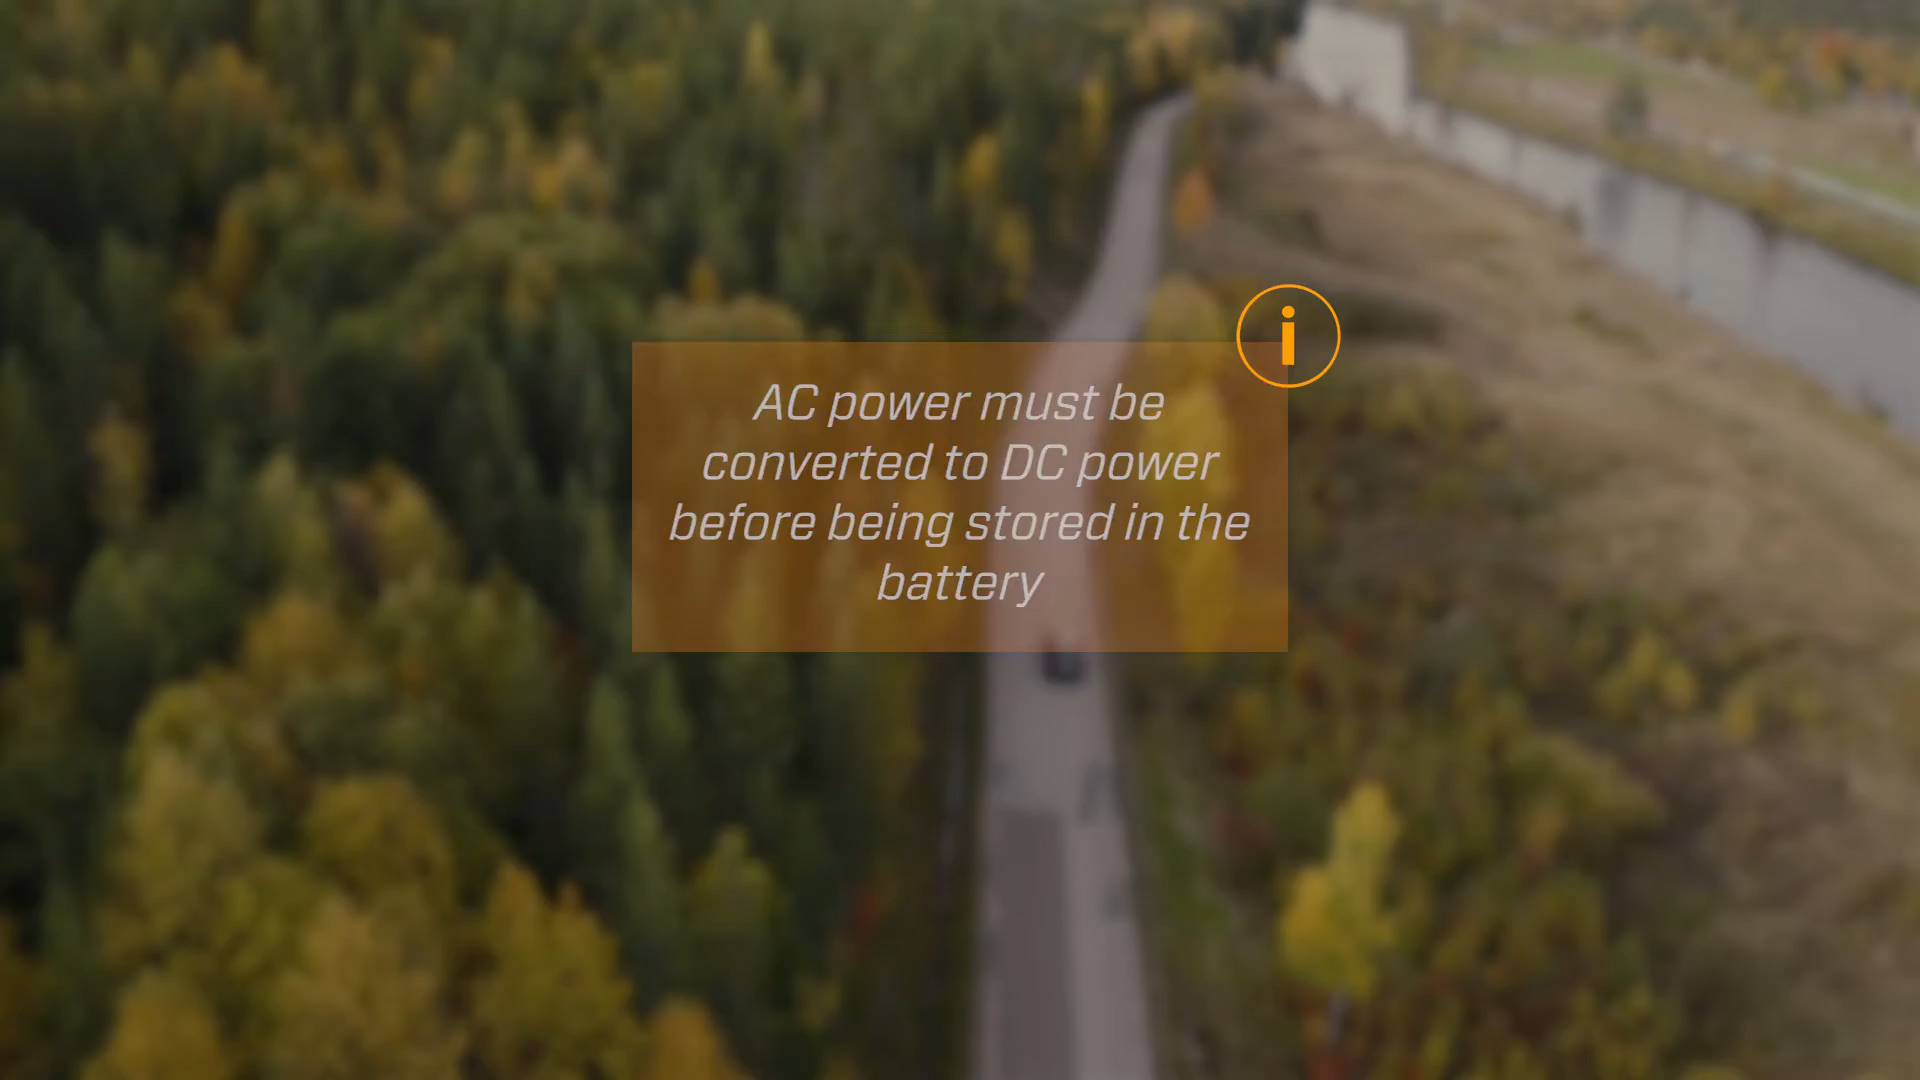 i
AC power must be
converted to DC power
before being stored in the
battery